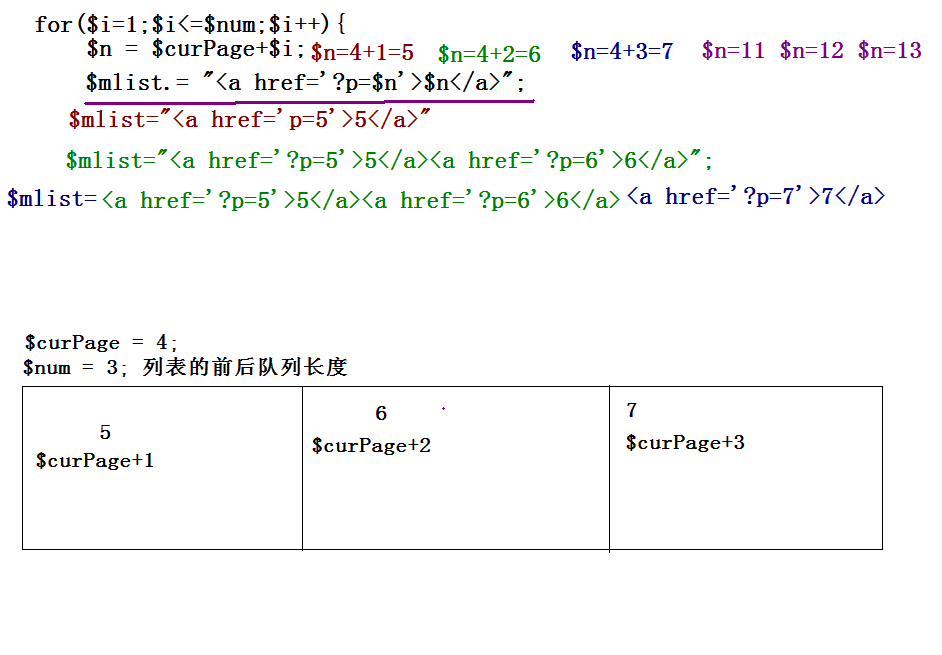 for($i=1;$i<=$num;$i++){
$n = $curPage+$i; $n=4+1=5 $n=4+2=6 $n=4+3=7 $n=11 $n=12 $n=13
$mlist.= "<a href='?p=$n'>$n</a>";
$mlist="<a href='p=5'>5</a>"
$mlist="<a href='?p=5'>5</a><a href='?p=6'>6</a>";
$mlist=<a href='?p=5'>5</a><a href='?p=6'>6</a> <a href='?p=7'>7</a>
$curPage = 4;
$num = 3; 列表的前后队列长度
5
$curPage+1
6
$curPage+2
7
$curPage+3